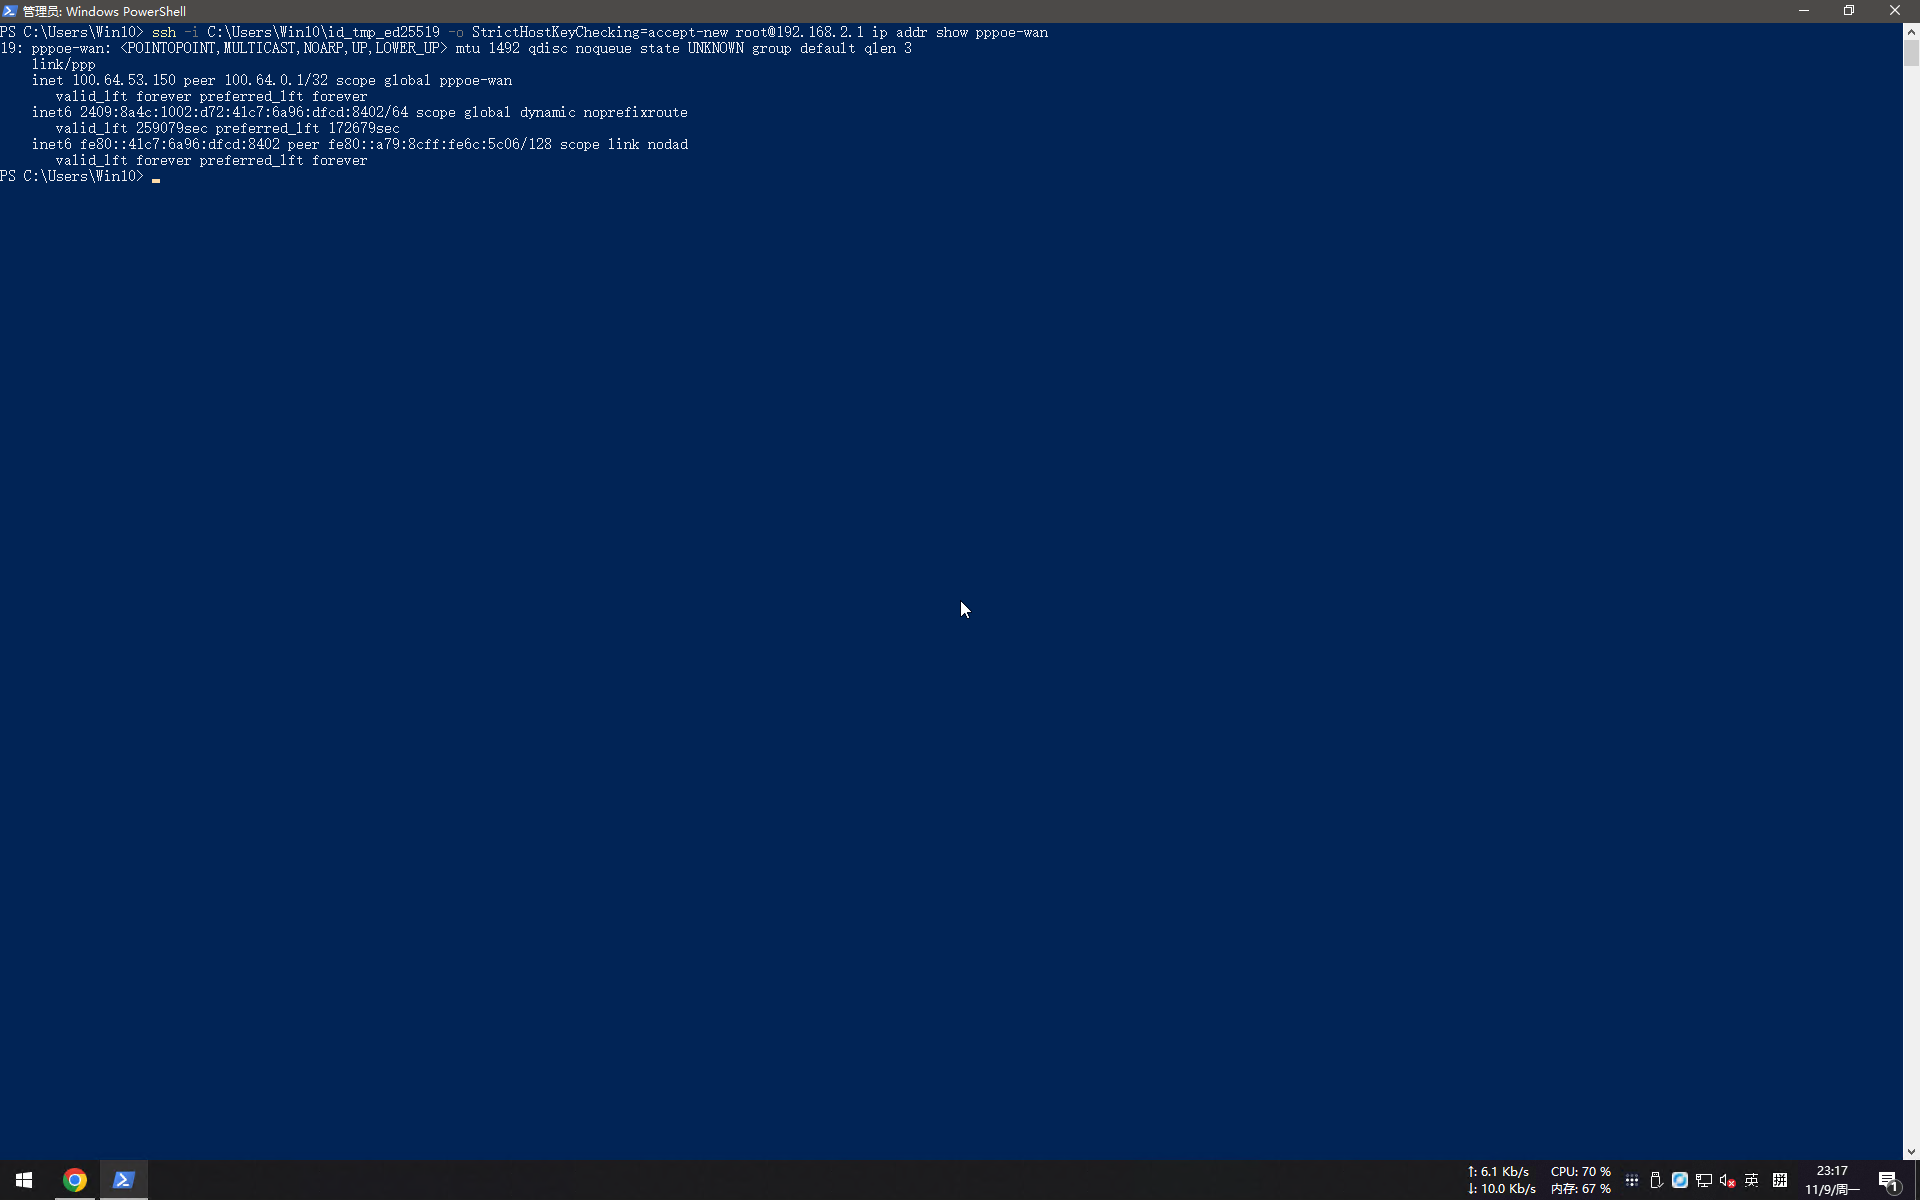 管理员: Windows PowerShell
PS C:\Users\Win10> ssh -i C:\Users\Win10\id_tmp_ed25519 -o StrictHostKeyChecking=accept-new root@192.168.2.1 ip addr show pppoe-wan
19: pppoe-wan: <POINTOPOINT,MULTICAST,NOARP,UP,LOWER_UP> mtu 1492 qdisc noqueue state UNKNOWN group default qlen 3
    link/ppp
    inet 100.64.53.150 peer 100.64.0.1/32 scope global pppoe-wan
       valid_lft forever preferred_lft forever
    inet6 2409:8a4c:1002:d72:41c7:6a96:dfcd:8402/64 scope global dynamic noprefixroute
       valid_lft 259079sec preferred_lft 172679sec
    inet6 fe80::41c7:6a96:dfcd:8402 peer fe80::a79:8cff:fe6c:5c06/128 scope link nodad
       valid_lft forever preferred_lft forever
PS C:\Users\Win10>
↑: 6.1 Kb/s CPU: 70 %
↓: 10.0 Kb/s 内存: 67 %
英
拼
23:17
11/9/周一
1